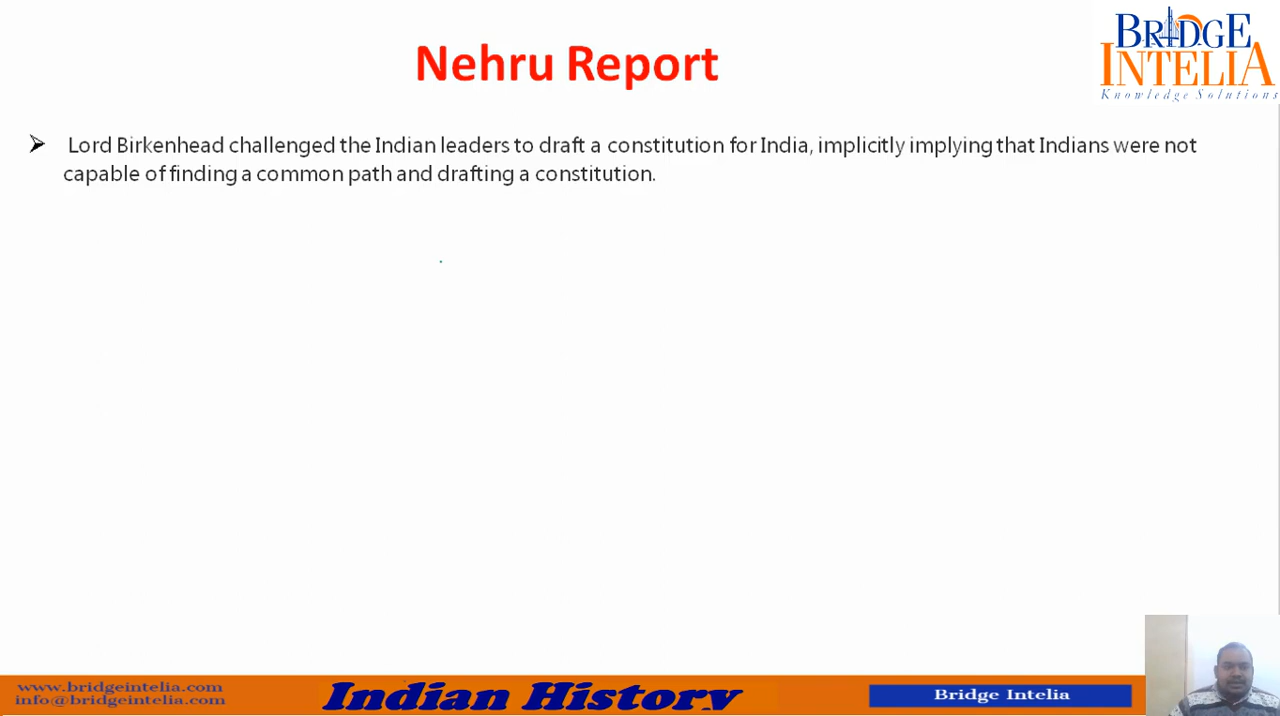 Nehru Report
BRIDGE
INTELIA
Knowledge Solutions
➢ Lord Birkenhead challenged the Indian leaders to draft a constitution for India, implicitly implying that Indians were not
capable of finding a common path and drafting a constitution.
www.bridgeintelia.com
info@bridgeintelia.com
Indian History
Bridge Intelia